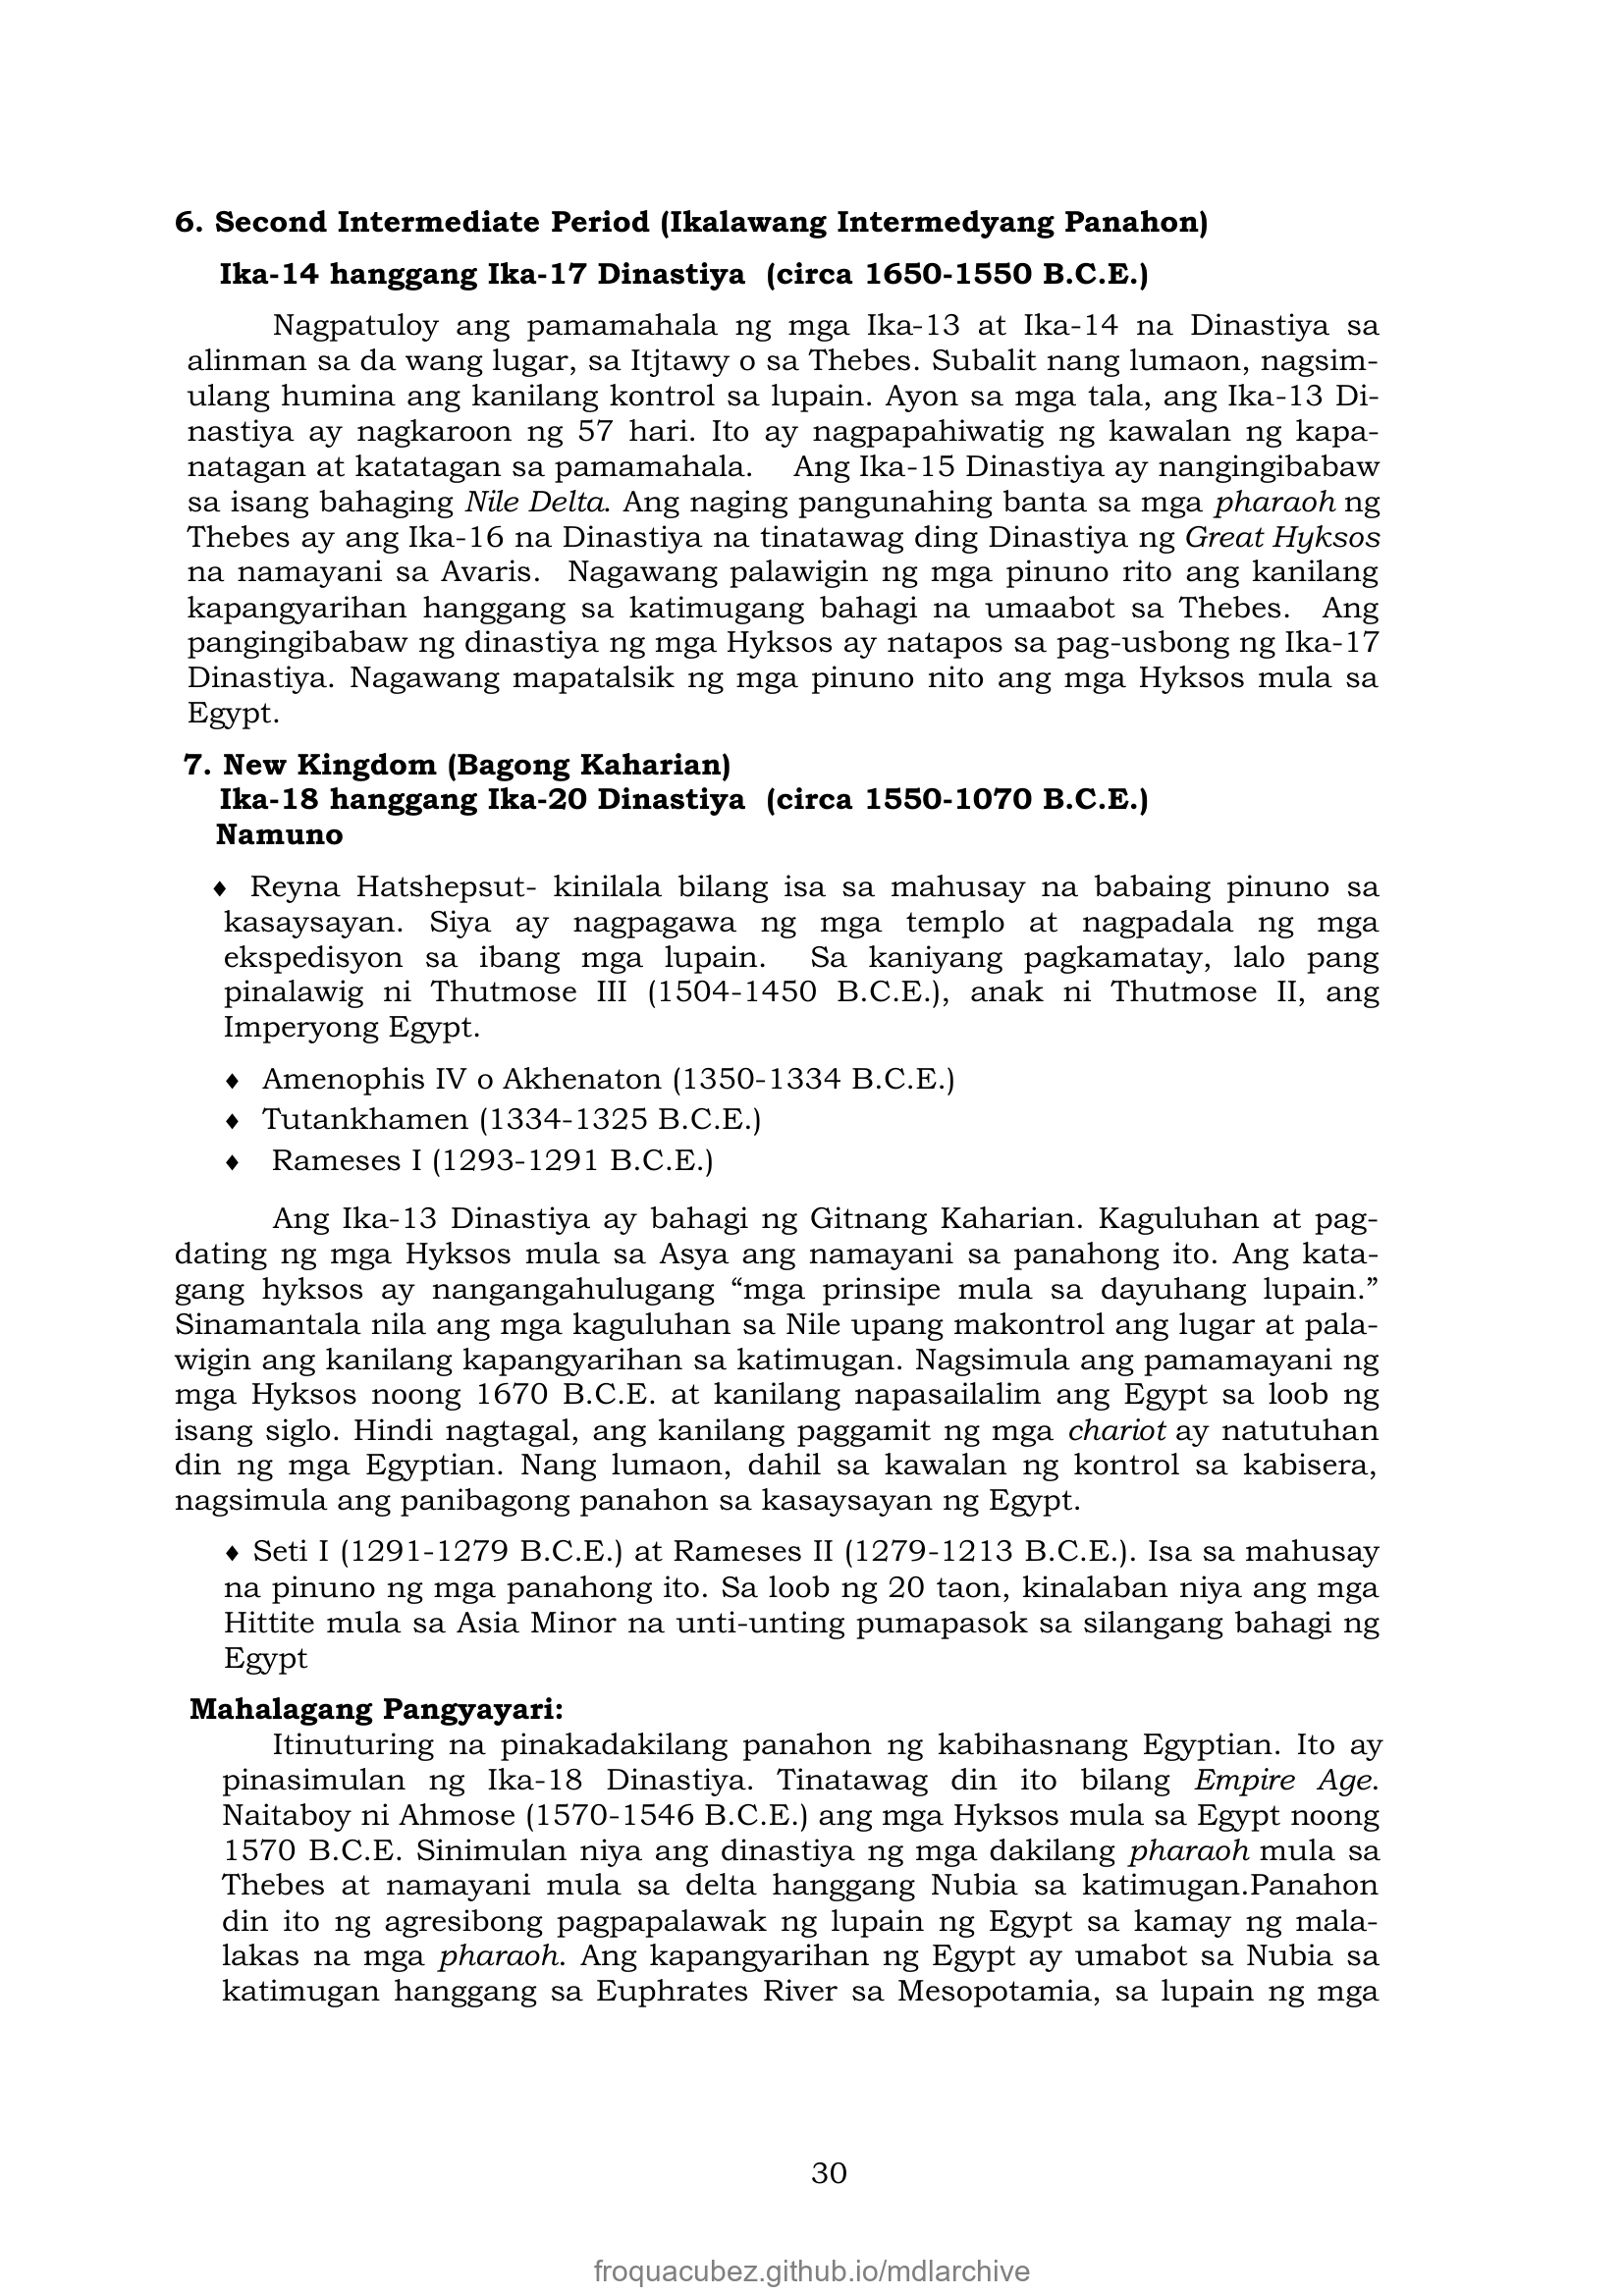 6. Second Intermediate Period (Ikalawang Intermedyang Panahon)
Ika-14 hanggang Ika-17 Dinastiya (circa 1650-1550 B.C.E.)
Nagpatuloy ang pamamahala ng mga Ika-13 at Ika-14 na Dinastiya sa
alinman sa da wang lugar, sa Itjtawy o sa Thebes. Subalit nang lumaon, nagsim-
ulang humina ang kanilang kontrol sa lupain. Ayon sa mga tala, ang Ika-13 Di-
nastiya ay nagkaroon ng 57 hari. Ito ay nagpapahiwatig ng kawalan ng kapa-
natagan at katatagan sa pamamahala. Ang Ika-15 Dinastiya ay nangingibabaw
sa isang bahaging Nile Delta. Ang naging pangunahing banta sa mga pharaoh ng
Thebes ay ang Ika-16 na Dinastiya na tinatawag ding Dinastiya ng Great Hyksos
na namayani sa Avaris. Nagawang palawigin ng mga pinuno rito ang kanilang
kapangyarihan hanggang sa katimugang bahagi na umaabot sa Thebes. Ang
pangingibabaw ng dinastiya ng mga Hyksos ay natapos sa pag-usbong ng Ika-17
Dinastiya. Nagawang mapatalsik ng mga pinuno nito ang mga Hyksos mula sa
Egypt.
7. New Kingdom (Bagong Kaharian)
Ika-18 hanggang Ika-20 Dinastiya (circa 1550-1070 B.C.E.)
Namuno
♦ Reyna Hatshepsut- kinilala bilang isa sa mahusay na babaing pinuno sa
kasaysayan. Siya ay nagpagawa ng mga templo at nagpadala ng mga
ekspedisyon sa ibang mga lupain. Sa kaniyang pagkamatay, lalo pang
pinalawig ni Thutmose III (1504-1450 B.C.E.), anak ni Thutmose II, ang
Imperyong Egypt.
♦ Amenophis IV o Akhenaton (1350-1334 B.C.E.)
♦ Tutankhamen (1334-1325 B.C.E.)
♦ Rameses I (1293-1291 B.C.E.)
Ang Ika-13 Dinastiya ay bahagi ng Gitnang Kaharian. Kaguluhan at pag-
dating ng mga Hyksos mula sa Asya ang namayani sa panahong ito. Ang kata-
gang hyksos ay nangangahulugang “mga prinsipe mula sa dayuhang lupain.”
Sinamantala nila ang mga kaguluhan sa Nile upang makontrol ang lugar at pala-
wigin ang kanilang kapangyarihan sa katimugan. Nagsimula ang pamamayani ng
mga Hyksos noong 1670 B.C.E. at kanilang napasailalim ang Egypt sa loob ng
isang siglo. Hindi nagtagal, ang kanilang paggamit ng mga chariot ay natutuhan
din ng mga Egyptian. Nang lumaon, dahil sa kawalan ng kontrol sa kabisera,
nagsimula ang panibagong panahon sa kasaysayan ng Egypt.
♦ Seti I (1291-1279 B.C.E.) at Rameses II (1279-1213 B.C.E.). Isa sa mahusay
na pinuno ng mga panahong ito. Sa loob ng 20 taon, kinalaban niya ang mga
Hittite mula sa Asia Minor na unti-unting pumapasok sa silangang bahagi ng
Egypt
Mahalagang Pangyayari:
Itinuturing na pinakadakilang panahon ng kabihasnang Egyptian. Ito ay
pinasimulan ng Ika-18 Dinastiya. Tinatawag din ito bilang Empire Age.
Naitaboy ni Ahmose (1570-1546 B.C.E.) ang mga Hyksos mula sa Egypt noong
1570 B.C.E. Sinimulan niya ang dinastiya ng mga dakilang pharaoh mula sa
Thebes at namayani mula sa delta hanggang Nubia sa katimugan.Panahon
din ito ng agresibong pagpapalawak ng lupain ng Egypt sa kamay ng mala-
lakas na mga pharaoh. Ang kapangyarihan ng Egypt ay umabot sa Nubia sa
katimugan hanggang sa Euphrates River sa Mesopotamia, sa lupain ng mga
30
froquacubez.github.io/mdlarchive